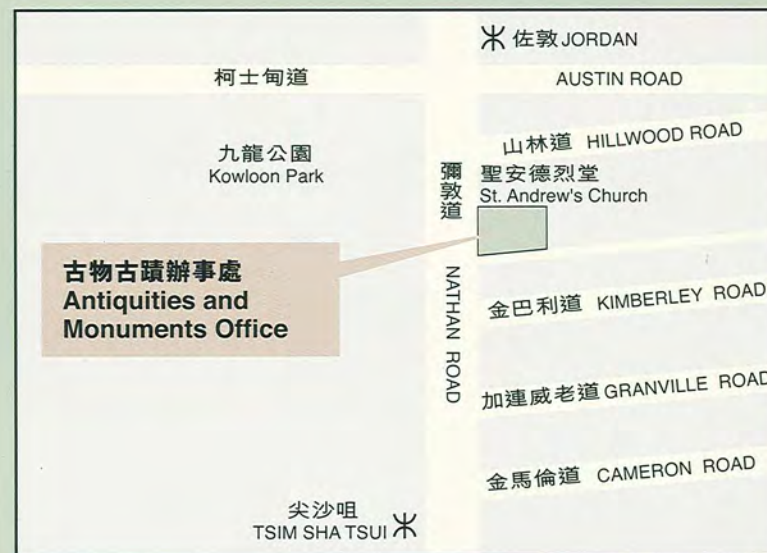 佐敦 JORDAN
柯士甸道
AUSTIN ROAD
山林道 HILLWOOD ROAD
九龍公園
Kowloon Park
彌敦道
聖安德烈堂
St. Andrew's Church
古物古蹟辦事處
Antiquities and
Monuments Office
NATHAN ROAD
金巴利道 KIMBERLEY ROAD
加連威老道 GRANVILLE ROAD
金馬倫道 CAMERON ROAD
尖沙咀
TSIM SHA TSUI